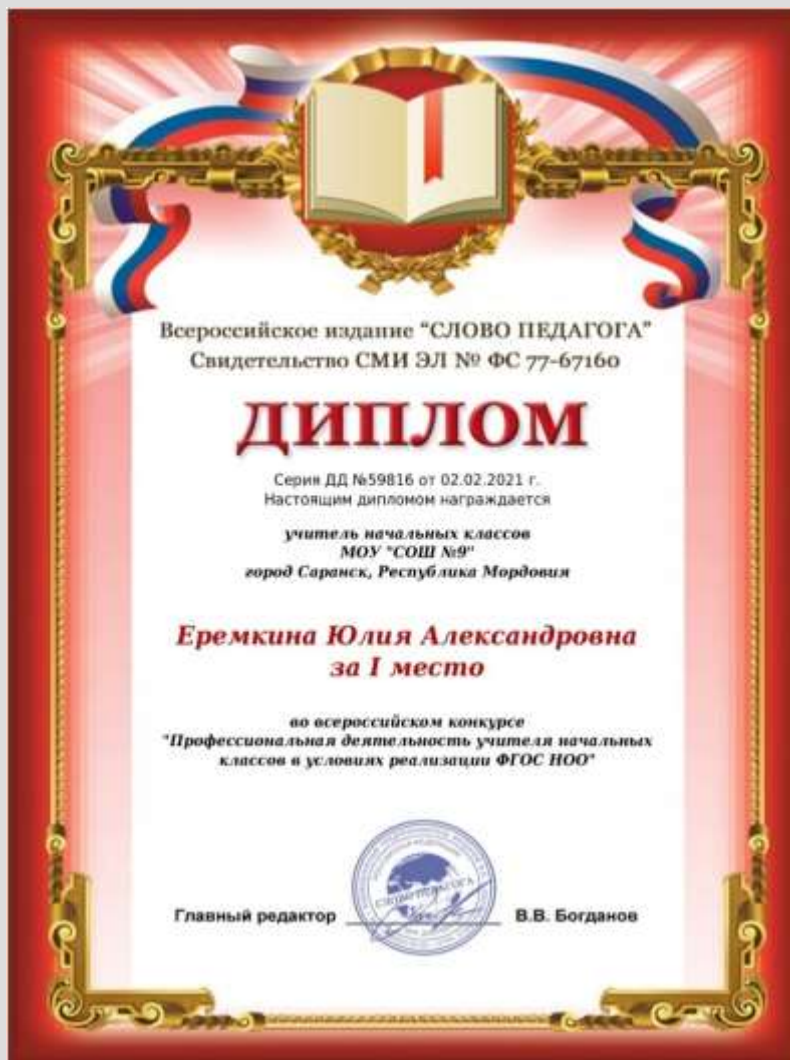 Всероссийское издание “СЛОВО ПЕДАГОГА”
Свидетельство СМИ ЭЛ № ФС 77-67160
ДИПЛОМ
Серия ДД №59816 от 02.02.2021 г.
Настоящим дипломом награждается
учитель начальных классов
МОУ "СОШ №9"
город Саранск, Республика Мордовия
Еремкина Юлия Александровна
за I место
во всероссийском конкурсе
"Профессиональная деятельность учителя начальных
классов в условиях реализации ФГОС НОО"
СЛОВО ПЕДАГОГА
Главный редактор В.В. Богданов